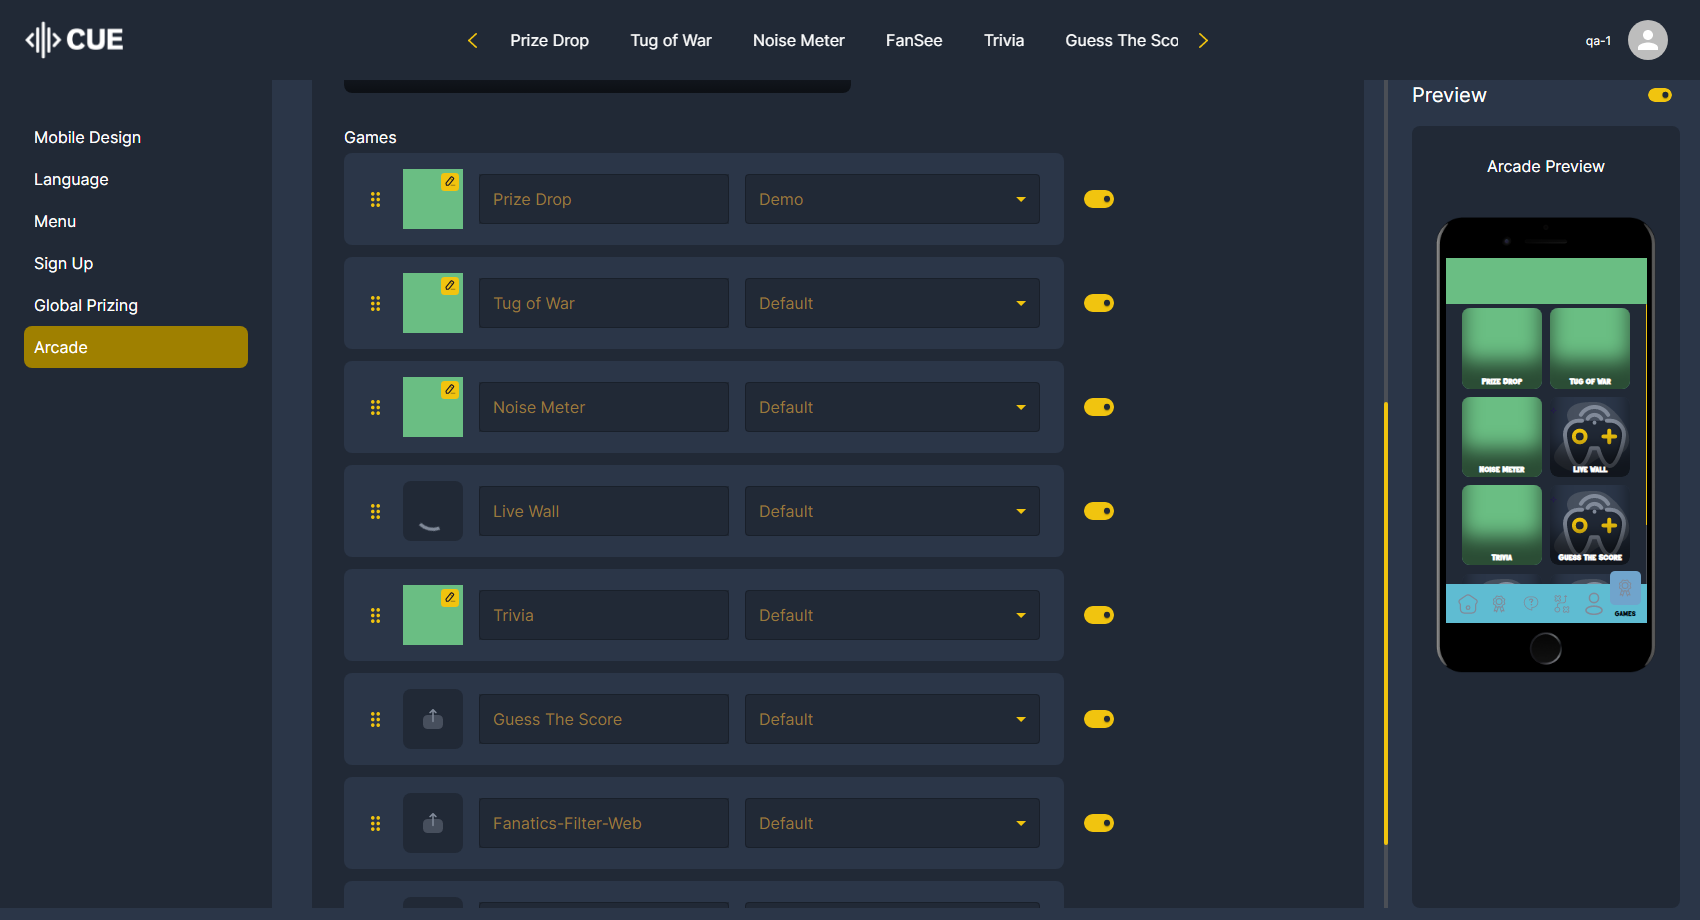 CUE
Prize Drop
Tug of War
Noise Meter
FanSee
Trivia
Guess The Sco
qa-1
Mobile Design
Language
Menu
Sign Up
Global Prizing
Arcade
Games
Prize Drop
Demo
Tug of War
Default
Noise Meter
Default
Live Wall
Default
Trivia
Default
Guess The Score
Default
Fanatics-Filter-Web
Default
Preview
Arcade Preview
Prize Drop
Tug of War
Noise Meter
Live Wall
Trivia
Guess The Score
GAMES